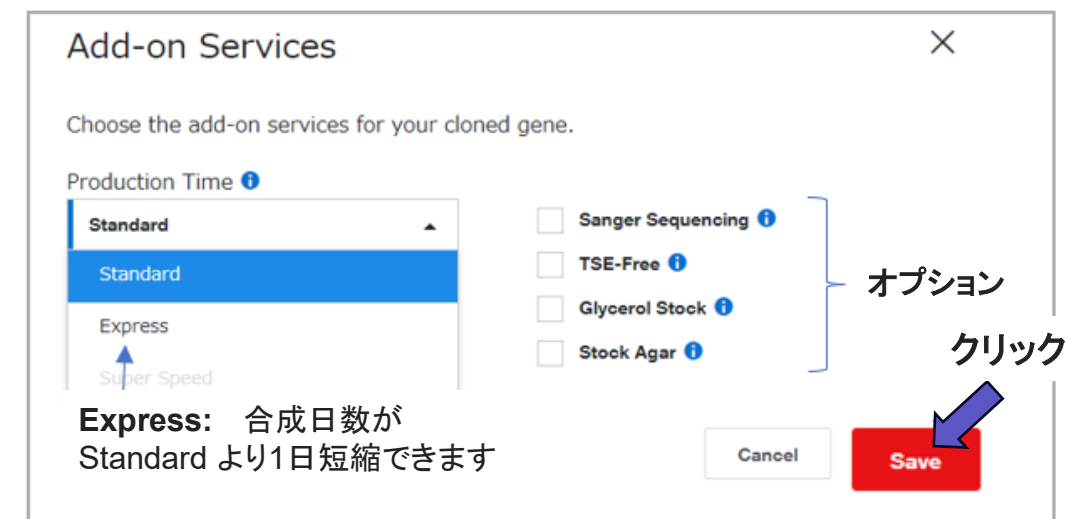 Add-on Services
Choose the add-on services for your cloned gene.
Production Time
Standard
Standard
Express
Super Speed
Express: 合成日数が
Standard より1日短縮できます
Sanger Sequencing
TSE-Free
Glycerol Stock
Stock Agar
オプション
クリック
Cancel
Save